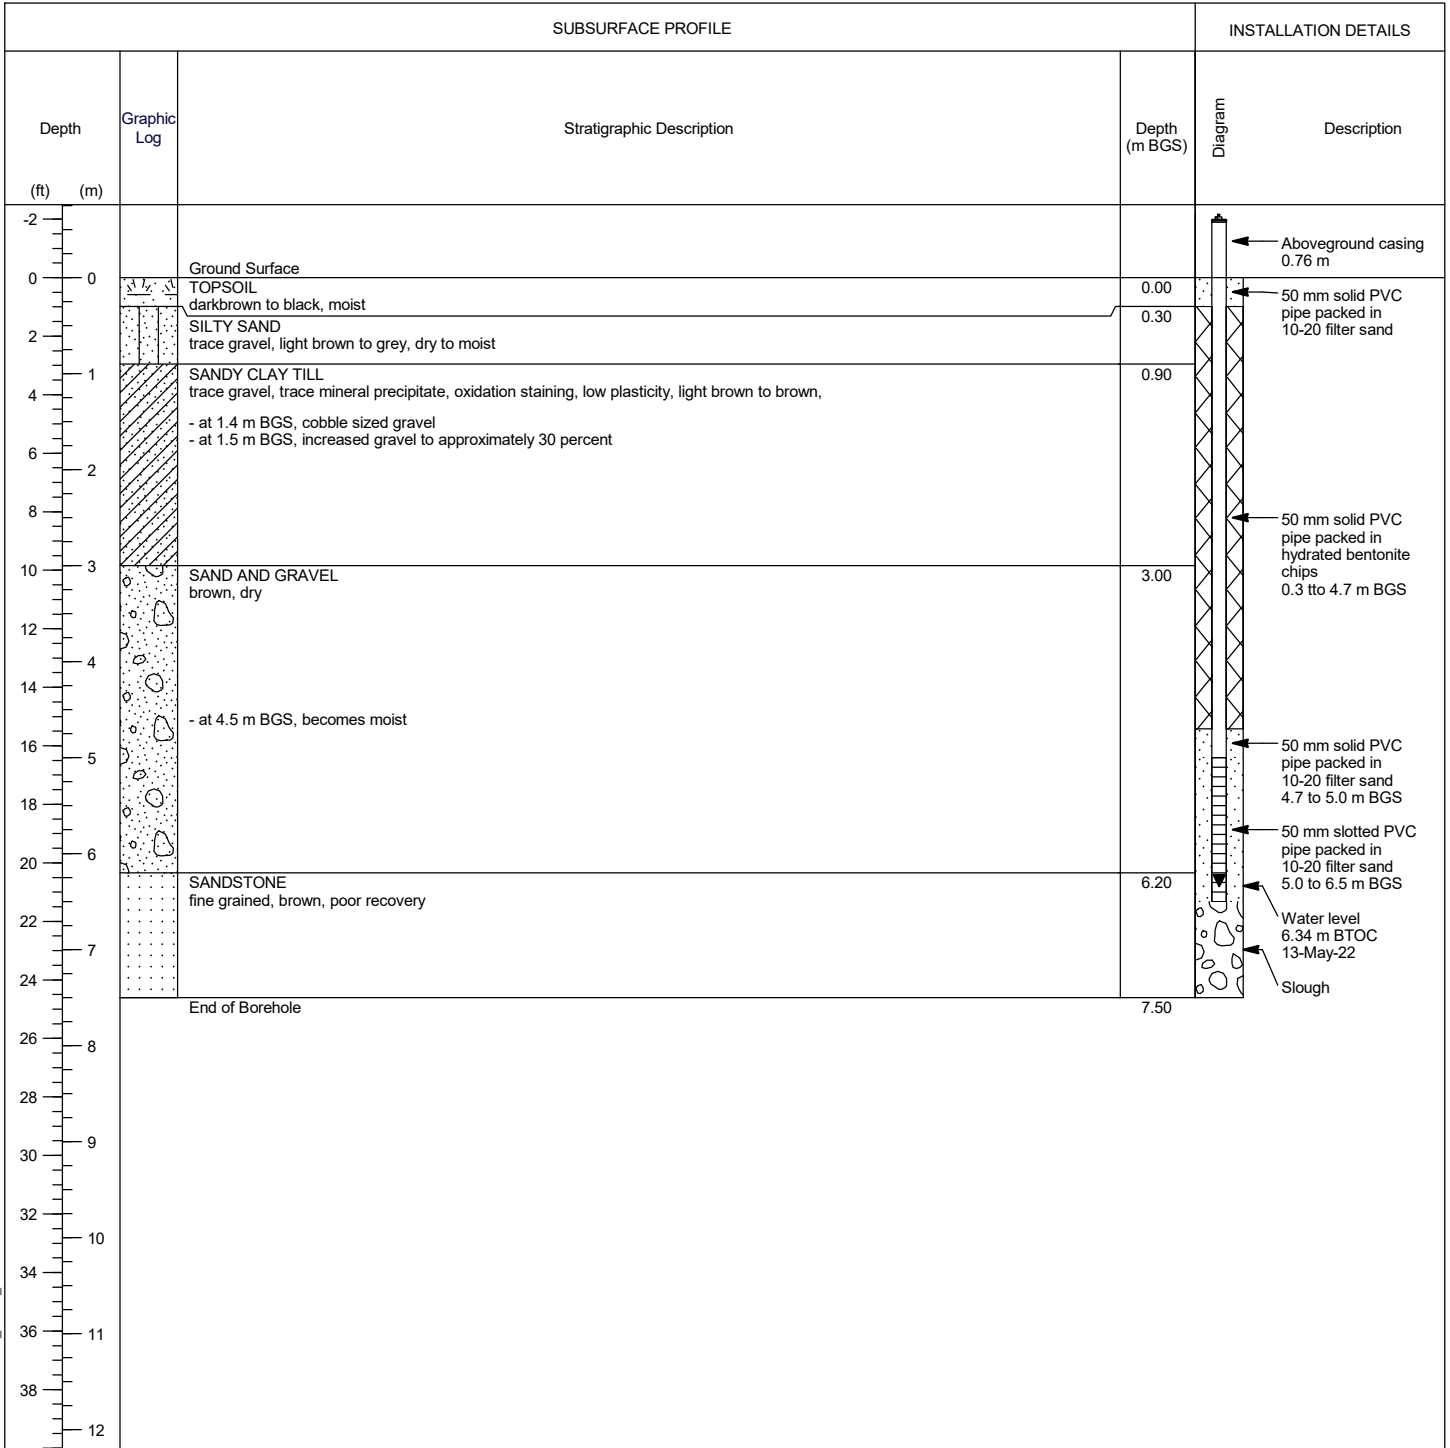 SUBSURFACE PROFILE
INSTALLATION DETAILS
Depth
Graphic
Log
Stratigraphic Description
Depth
(m BGS)
Diagram
Description
(ft) (m)
-2
Aboveground casing
0.76 m
Ground Surface
0 0
TOPSOIL
darkbrown to black, moist
0.00
50 mm solid PVC
pipe packed in
10-20 filter sand
0.30
SILTY SAND
trace gravel, light brown to grey, dry to moist
2
1
SANDY CLAY TILL
trace gravel, trace mineral precipitate, oxidation staining, low plasticity, light brown to brown,
0.90
4
- at 1.4 m BGS, cobble sized gravel
- at 1.5 m BGS, increased gravel to approximately 30 percent
6
2
8
50 mm solid PVC
pipe packed in
hydrated bentonite
chips
0.3 tto 4.7 m BGS
10
3
SAND AND GRAVEL
brown, dry
3.00
12
4
14
- at 4.5 m BGS, becomes moist
16
5
50 mm solid PVC
pipe packed in
10-20 filter sand
4.7 to 5.0 m BGS
18
50 mm slotted PVC
pipe packed in
10-20 filter sand
5.0 to 6.5 m BGS
6
20
SANDSTONE
fine grained, brown, poor recovery
6.20
22
Water level
6.34 m BTOC
13-May-22
7
24
Slough
End of Borehole
7.50
26
8
28
9
30
32
10
34
36
11
38
12